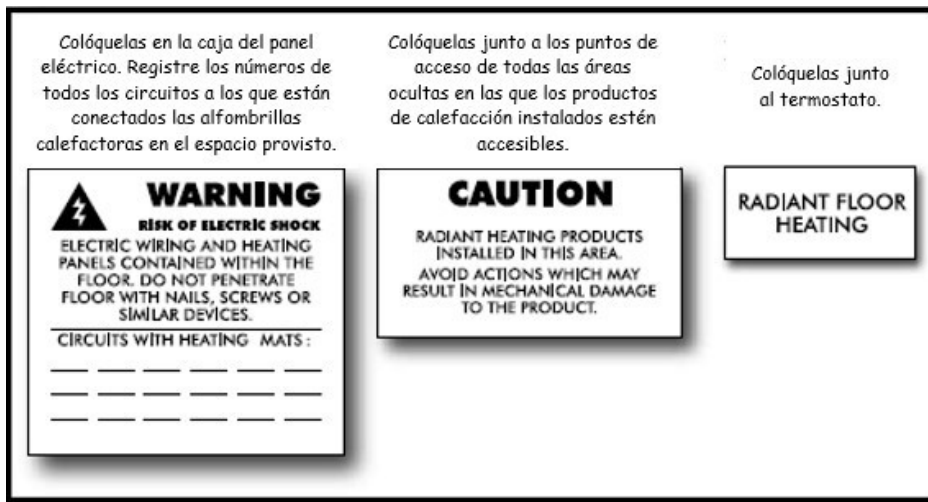 Colóquelas en la caja del panel
eléctrico. Registre los números de
todos los circuitos a los que están
conectados las alfombrillas
calefactoras en el espacio provisto.
WARNING
RISK OF ELECTRIC SHOCK
ELECTRIC WIRING AND HEATING
PANELS CONTAINED WITHIN THE
FLOOR. DO NOT PENETRATE
FLOOR WITH NAILS, SCREWS OR
SIMILAR DEVICES.
CIRCUITS WITH HEATING MATS :
Colóquelas junto a los puntos de
acceso de todas las áreas
ocultas en las que los productos
de calefacción instalados estén
accesibles.
CAUTION
RADIANT HEATING PRODUCTS
INSTALLED IN THIS AREA.
AVOID ACTIONS WHICH MAY
RESULT IN MECHANICAL DAMAGE
TO THE PRODUCT.
Colóquelas junto
al termostato.
RADIANT FLOOR
HEATING